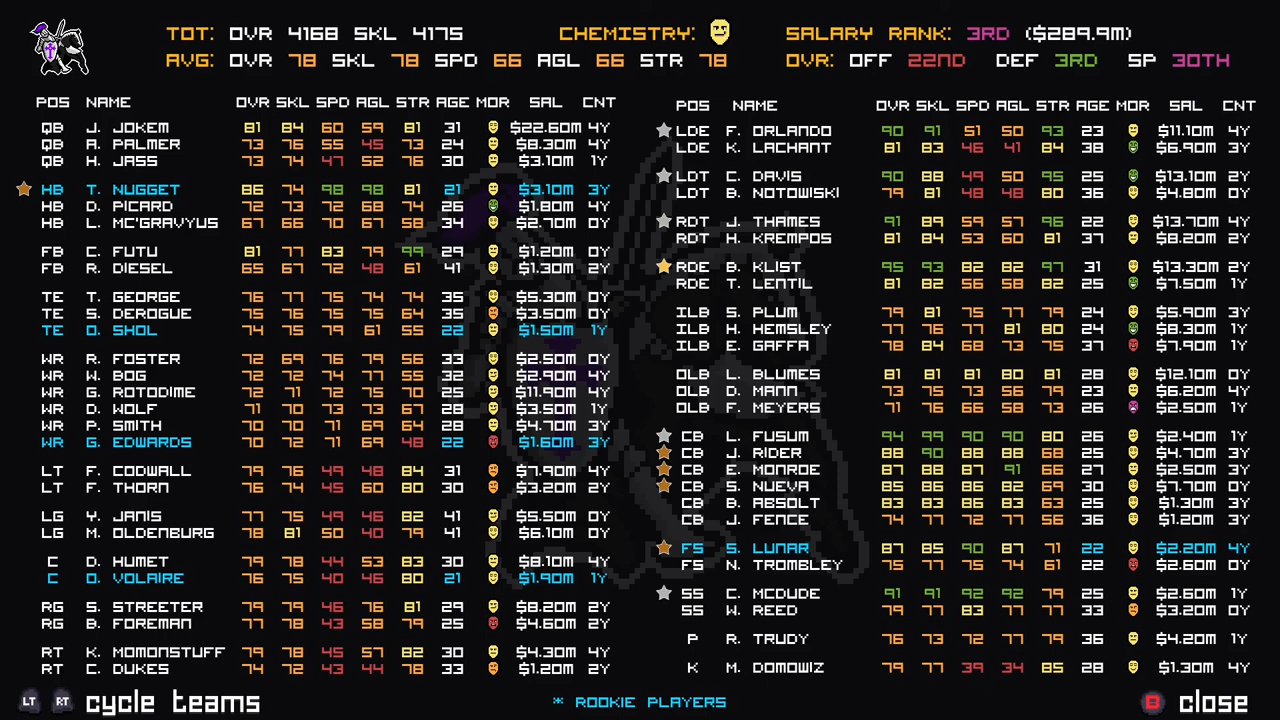 TOT: OVR 4168 SKL 4175 CHEMISTRY: SALARY RANK: 3RD ($289.9M)
AVG: OVR 78 SKL 78 SPD 66 AGL 66 STR 78 OVR: OFF 22ND DEF 3RD SP 30TH
POS NAME OVR SKL SPD AGL STR AGE MOR SAL CNT
QB J. JOKEM 81 84 60 59 81 31 $22.60M 4Y
QB A. PALMER 73 76 55 45 73 24 $8.30M 4Y
QB H. JASS 73 74 47 52 76 30 $3.10M 1Y
HB T. NUGGET 86 74 98 98 81 21 $3.10M 3Y
HB D. PICARD 72 73 72 68 74 26 $1.80M 4Y
HB L. MC'GRAVYUS 67 66 70 67 58 34 $2.70M 0Y
FB C. FUTU 81 77 83 79 99 29 $1.20M 0Y
FB R. DIESEL 65 67 72 48 61 41 $1.30M 2Y
TE T. GEORGE 76 77 75 74 74 35 $5.30M 0Y
TE S. DEROGUE 75 76 75 75 64 35 $3.50M 0Y
TE O. SHOL 74 75 79 61 55 22 $1.50M 1Y
WR R. FOSTER 72 69 76 79 56 33 $2.50M 0Y
WR W. BOG 72 72 74 77 55 32 $2.90M 4Y
WR G. ROTODIME 72 71 72 75 70 25 $11.90M 4Y
WR D. WOLF 71 70 73 73 67 28 $3.60M 1Y
WR P. SMITH 70 70 71 69 64 28 $4.70M 3Y
WR G. EDWARDS 70 72 71 69 48 22 $1.60M 3Y
LT F. CODWALL 79 76 49 48 84 31 $7.90M 4Y
LT F. THORN 76 74 45 60 80 30 $3.20M 2Y
LG Y. JANIS 77 75 49 46 82 41 $5.50M 0Y
LG M. OLDENBURG 78 81 50 40 79 41 $6.10M 0Y
C D. HUMET 79 78 44 53 83 30 $8.10M 4Y
C O. VOLAIRE 76 75 40 46 80 21 $1.90M 1Y
RG S. STREETER 79 79 46 76 81 29 $8.20M 2Y
RG B. FOREMAN 77 78 43 58 79 25 $4.60M 2Y
RT K. MOMONSTUFF 79 78 45 57 82 30 $4.30M 4Y
RT C. DUKES 74 72 43 44 78 33 $1.20M 2Y
POS NAME OVR SKL SPD AGL STR AGE MOR SAL CNT
LDE F. ORLANDO 90 91 51 50 93 23 $11.10M 4Y
LDE K. LACHANT 81 83 46 41 84 38 $6.90M 3Y
LDT C. DAVIS 90 88 49 50 95 25 $13.10M 2Y
LDT B. NOTOWISKI 79 81 48 48 80 36 $4.80M 0Y
RDT J. THAMES 91 89 59 57 96 22 $13.70M 4Y
RDT H. KREMPOS 81 84 53 60 81 37 $8.20M 2Y
RDE B. KLIST 95 93 82 82 97 31 $13.30M 2Y
RDE T. LENTIL 81 82 56 58 82 25 $7.50M 1Y
ILB S. PLUM 79 81 75 77 79 24 $5.90M 3Y
ILB H. HEMSLEY 77 76 77 81 80 24 $8.30M 1Y
ILB E. GAFFA 78 84 68 73 75 37 $7.90M 1Y
OLB L. BLUMES 81 81 81 80 81 28 $12.10M 0Y
OLB D. MANN 73 75 73 56 79 23 $6.20M 4Y
OLB F. MEYERS 71 76 66 58 73 26 $2.50M 1Y
CB L. FUSUM 94 99 90 90 80 26 $2.40M 1Y
CB J. RIDER 88 90 88 88 68 25 $4.70M 3Y
CB E. MONROE 87 88 87 91 66 27 $2.50M 3Y
CB S. NUEVA 85 86 86 82 69 30 $7.70M 0Y
CB B. ABSOLT 83 83 86 83 63 25 $1.30M 3Y
CB J. FENCE 74 77 72 77 56 36 $1.20M 3Y
FS S. LUNAR 87 85 90 87 71 22 $2.20M 4Y
FS N. TROMBLEY 75 77 75 74 61 22 $2.60M 0Y
SS C. MCDUDE 91 91 92 92 79 25 $2.60M 1Y
SS W. REED 79 77 83 77 77 33 $3.20M 0Y
P R. TRUDY 76 73 72 77 79 36 $4.20M 1Y
K M. DOMOWIZ 79 77 39 34 85 28 $1.30M 4Y
LT RT cycle teams * ROOKIE PLAYERS B close